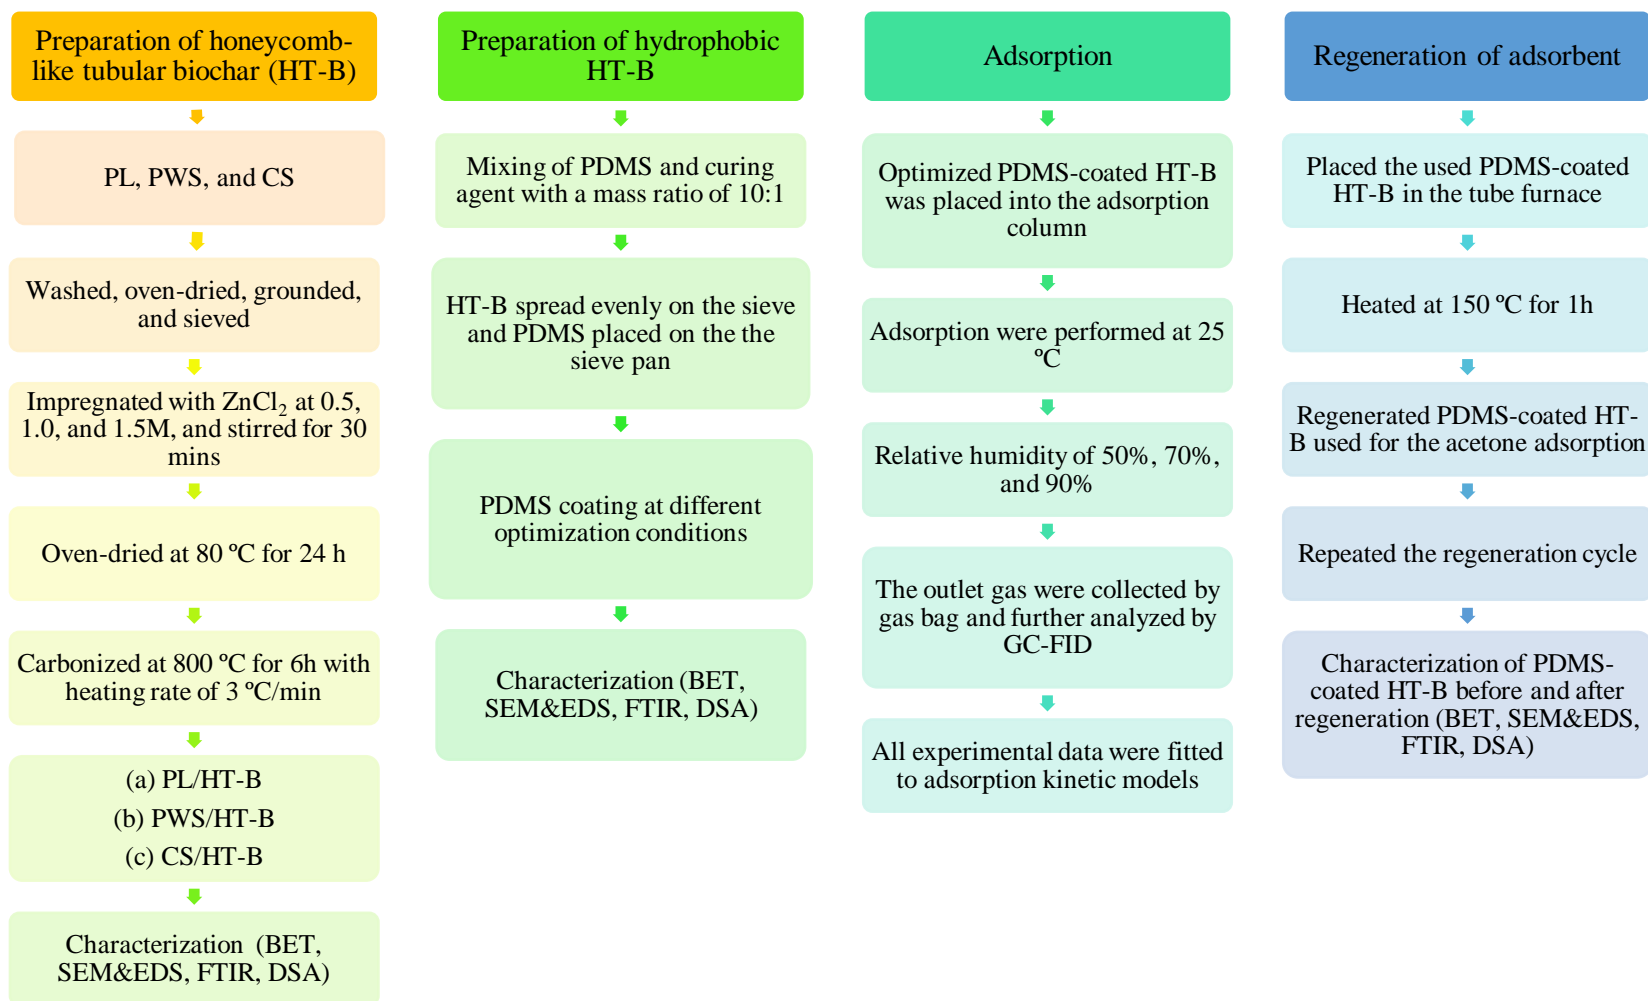 Preparation of honeycomb-
like tubular biochar (HT-B)
PL, PWS, and CS
Washed, oven-dried, grounded,
and sieved
Impregnated with ZnCl₂ at 0.5,
1.0, and 1.5M, and stirred for 30
mins
Oven-dried at 80 ºC for 24 h
Carbonized at 800 ºC for 6h with
heating rate of 3 ºC/min
(a) PL/HT-B
(b) PWS/HT-B
(c) CS/HT-B
Characterization (BET,
SEM&EDS, FTIR, DSA)
Preparation of hydrophobic
HT-B
Mixing of PDMS and curing
agent with a mass ratio of 10:1
HT-B spread evenly on the sieve
and PDMS placed on the the
sieve pan
PDMS coating at different
optimization conditions
Characterization (BET,
SEM&EDS, FTIR, DSA)
Adsorption
Optimized PDMS-coated HT-B
was placed into the adsorption
column
Adsorption were performed at 25
ºC
Relative humidity of 50%, 70%,
and 90%
The outlet gas were collected by
gas bag and further analyzed by
GC-FID
All experimental data were fitted
to adsorption kinetic models
Regeneration of adsorbent
Placed the used PDMS-coated
HT-B in the tube furnace
Heated at 150 ºC for 1h
Regenerated PDMS-coated HT-
B used for the acetone adsorption
Repeated the regeneration cycle
Characterization of PDMS-
coated HT-B before and after
regeneration (BET, SEM&EDS,
FTIR, DSA)